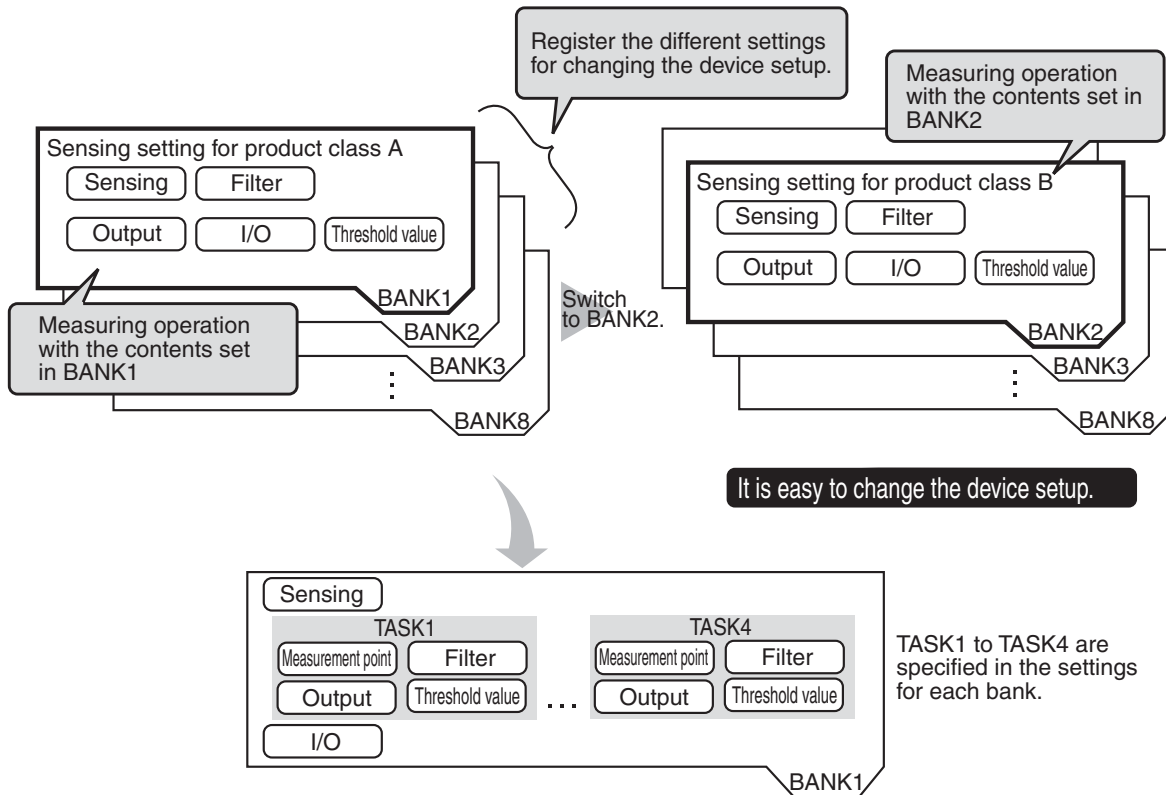 Register the different settings
for changing the device setup.
Measuring operation
with the contents set in
BANK2
Sensing setting for product class A
Sensing
Filter
Output
I/O
Threshold value
BANK1
BANK2
BANK3
BANK8
Measuring operation
with the contents set
in BANK1
Switch
to BANK2.
Sensing setting for product class B
Sensing
Filter
Output
I/O
Threshold value
BANK2
BANK3
BANK8
It is easy to change the device setup.
Sensing
TASK1
Measurement point
Filter
Output
Threshold value
...
TASK4
Measurement point
Filter
Output
Threshold value
I/O
BANK1
TASK1 to TASK4 are
specified in the settings
for each bank.